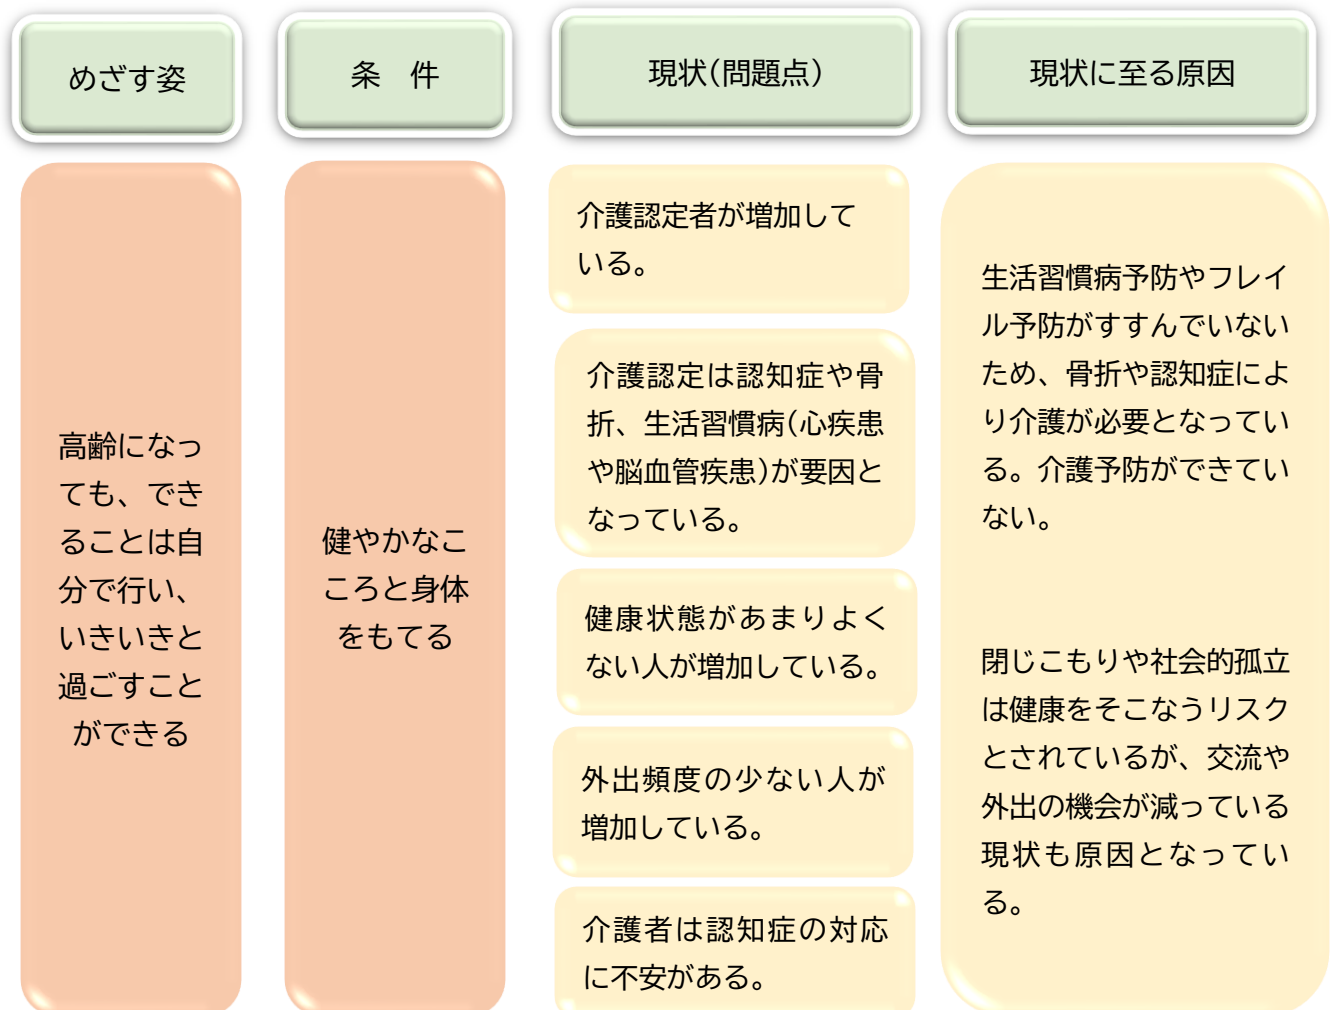 めざす姿
条　件
現状(問題点)
現状に至る原因
高齢になっ
ても、でき
ることは自
分で行い、
いきいきと
過ごすこと
ができる
健やかなこ
ころと身体
をもてる
介護認定者が増加して
いる。
介護認定は認知症や骨
折、生活習慣病(心疾患
や脳血管疾患)が要因と
なっている。
健康状態があまりよく
ない人が増加している。
外出頻度の少ない人が
増加している。
介護者は認知症の対応
に不安がある。
生活習慣病予防やフレイ
ル予防がすすんでいない
ため、骨折や認知症によ
り介護が必要となってい
る。介護予防ができてい
ない。
閉じこもりや社会的孤立
は健康をそこなうリスク
とされているが、交流や
外出の機会が減っている
現状も原因となってい
る。